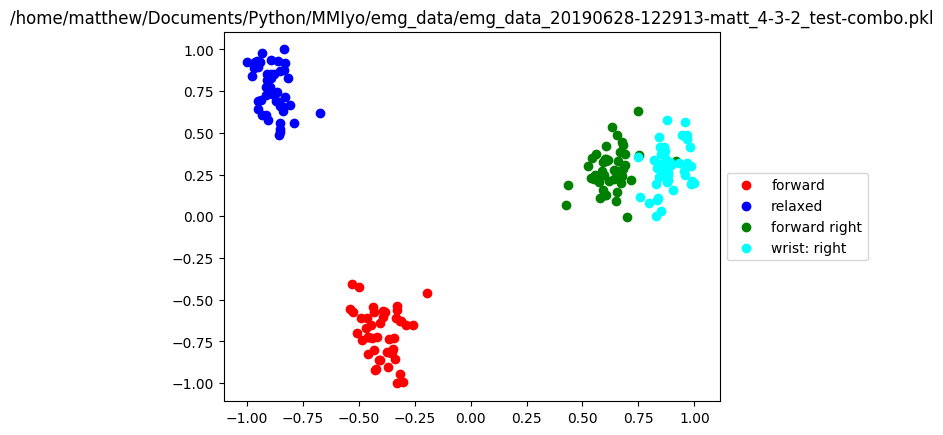 /home/matthew/Documents/Python/MMIyo/emg_data/emg_data_20190628-122913-matt_4-3-2_test-combo.pkl
1.00
0.75
0.50
0.25
0.00
−0.25
−0.50
−0.75
−1.00
−1.00 −0.75 −0.50 −0.25 0.00 0.25 0.50 0.75 1.00
forward
relaxed
forward right
wrist: right